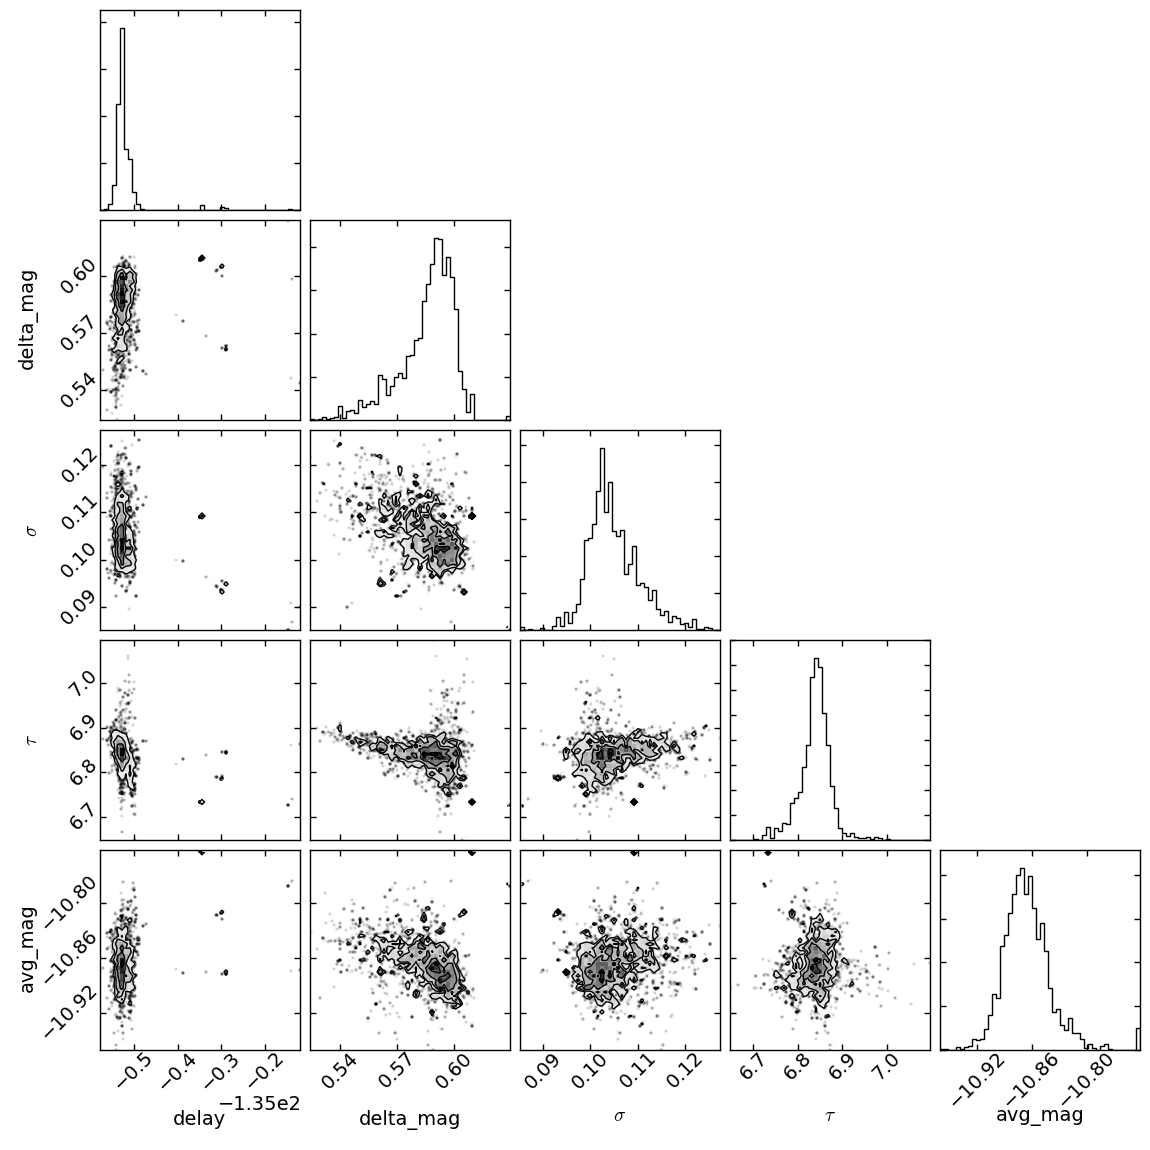 delta_mag
0.60
0.57
0.54
σ
0.12
0.11
0.10
0.09
τ
7.0
6.9
6.8
6.7
avg_mag
−10.80
−10.86
−10.92
−0.5 −0.4 −0.3 −0.2
−1.35e2
delay
0.54 0.57 0.60
delta_mag
0.09 0.10 0.11 0.12
σ
6.7 6.8 6.9 7.0
τ
−10.92 −10.86 −10.80
avg_mag